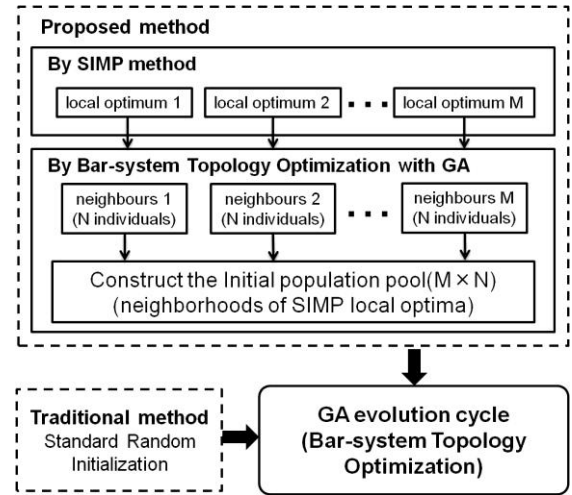 Proposed method
By SIMP method
local optimum 1
local optimum 2
...
local optimum M
By Bar-system Topology Optimization with GA
neighbours 1
(N individuals)
neighbours 2
(N individuals)
...
neighbours M
(N individuals)
Construct the Initial population pool(M × N)
(neighborhoods of SIMP local optima)
Traditional method
Standard Random
Initialization
GA evolution cycle
(Bar-system Topology
Optimization)